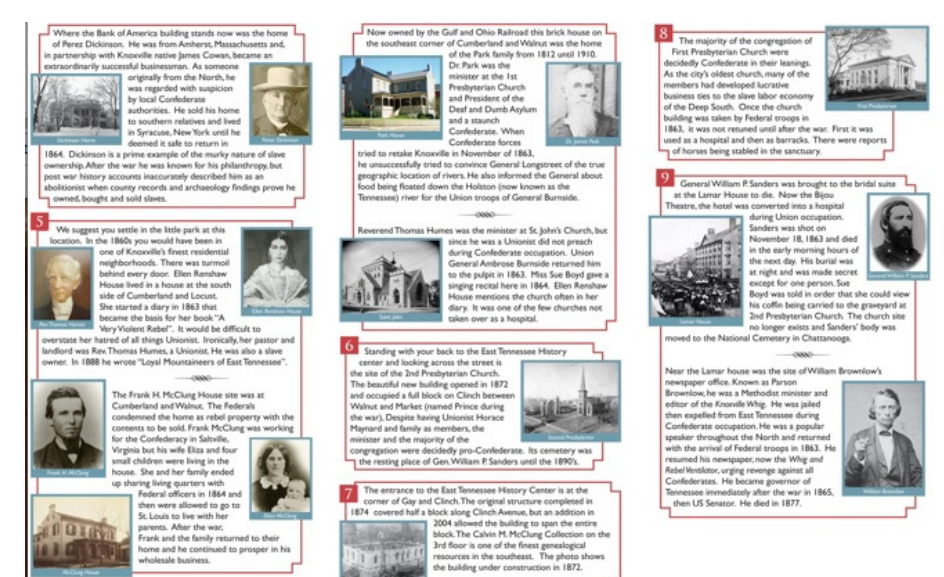 Where the Bank of America building stands now was the home
of Perez Dickinson. He was from Amherst, Massachusetts and,
in partnership with Knoxville native James Cowan, became an
extraordinarily successful businessman. As someone
originally from the North, he
was regarded with suspicion
by local Confederate
authorities. He sold his home
to southern relatives and lived
in Syracuse, New York until he
deemed it safe to return in
Dickinson Home
Perez Dickinson
1864. Dickinson is a prime example of the murky nature of slave
ownership. After the war he was known for his philanthropy, but
post war history accounts inaccurately described him as an
abolitionist when county records and archaeology findings prove he
owned, bought and sold slaves.
5
We suggest you settle in the little park at this
location. In the 1860s you would have been in
one of Knoxville's finest residential
neighborhoods. There was turmoil
behind every door. Ellen Renshaw
House lived in a house at the south
side of Cumberland and Locust.
She started a diary in 1863 that
became the basis for her book "A
Very Violent Rebel". It would be difficult to
Rev. Thomas Humes
Ellen Renshaw House
overstate her hatred of all things Unionist. Ironically, her pastor and
landlord was Rev. Thomas Humes, a Unionist. He was also a slave
owner. In 1888 he wrote "Loyal Mountaineers of East Tennessee".
The Frank H. McClung House site was at
Cumberland and Walnut. The Federals
condemned the home as rebel property with the
contents to be sold. Frank McClung was working
for the Confederacy in Saltville,
Virginia but his wife Eliza and four
small children were living in the
house. She and her family ended
up sharing living quarters with
Federal officers in 1864 and
then were allowed to go to
St. Louis to live with her
parents. After the war,
Frank and the family returned to their
home and he continued to prosper in his
wholesale business.
Frank H. McClung
McClung House
Now owned by the Gulf and Ohio Railroad this brick house on
the southeast corner of Cumberland and Walnut was the home
of the Park family from 1812 until 1910.
Dr. Park was the
minister at the 1st
Presbyterian Church
and President of the
Deaf and Dumb Asylum
and a staunch
Confederate. When
Confederate forces
Park House
Dr. James Park
tried to retake Knoxville in November of 1863,
he unsuccessfully tried to convince General Longstreet of the true
geographic location of rivers. He also informed the General about
food being floated down the Holston (now known as the
Tennessee) river for the Union troops of General Burnside.
Reverend Thomas Humes was the minister at St. John's Church, but
since he was a Unionist did not preach
during Confederate occupation. Union
General Ambrose Burnside returned him
to the pulpit in 1863. Miss Sue Boyd gave a
singing recital here in 1864. Ellen Renshaw
House mentions the church often in her
diary. It was one of the few churches not
taken over as a hospital.
Saint John
6
Standing with your back to the East Tennessee History
center and looking across the street is
the site of the 2nd Presbyterian Church.
The beautiful new building opened in 1872
and occupied a full block on Clinch between
Walnut and Market (named Prince during
the war). Despite having Unionist Horace
Maynard and family as members, the
minister and the majority of the
Second Presbyterian
congregation were decidedly pro-Confederate. Its cemetery was
the resting place of Gen. William P. Sanders until the 1890's.
7
The entrance to the East Tennessee History Center is at the
corner of Gay and Clinch. The original structure completed in
1874 covered half a block along Clinch Avenue, but an addition in
2004 allowed the building to span the entire
block. The Calvin M. McClung Collection on the
3rd floor is one of the finest genealogical
resources in the southeast. The photo shows
the building under construction in 1872.
8
The majority of the congregation of
First Presbyterian Church were
decidedly Confederate in their leanings.
As the city's oldest church, many of the
members had developed lucrative
business ties to the slave labor economy
of the Deep South. Once the church
building was taken by Federal troops in
First Presbyterian
1863, it was not retuned until after the war. First it was
used as a hospital and then as barracks. There were reports
of horses being stabled in the sanctuary.
9
General William P. Sanders was brought to the bridal suite
at the Lamar House to die. Now the Bijou
Theatre, the hotel was converted into a hospital
during Union occupation.
Sanders was shot on
November 18, 1863 and died
in the early morning hours of
the next day. His burial was
at night and was made secret
except for one person. Sue
Boyd was told in order that she could view
his coffin being carried to the graveyard at
2nd Presbyterian Church. The church site
no longer exists and Sanders' body was
Lamar House
General William P. Sanders
moved to the National Cemetery in Chattanooga.
Near the Lamar house was the site of William Brownlow's
newspaper office. Known as Parson
Brownlow, he was a Methodist minister and
editor of the Knoxville Whig. He was jailed
then expelled from East Tennessee during
Confederate occupation. He was a popular
speaker throughout the North and returned
with the arrival of Federal troops in 1863. He
resumed his newspaper, now the Whig and
Rebel Ventilator, urging revenge against all
Confederates. He became governor of
Tennessee immediately after the war in 1865,
then US Senator. He died in 1877.
William Brownlow